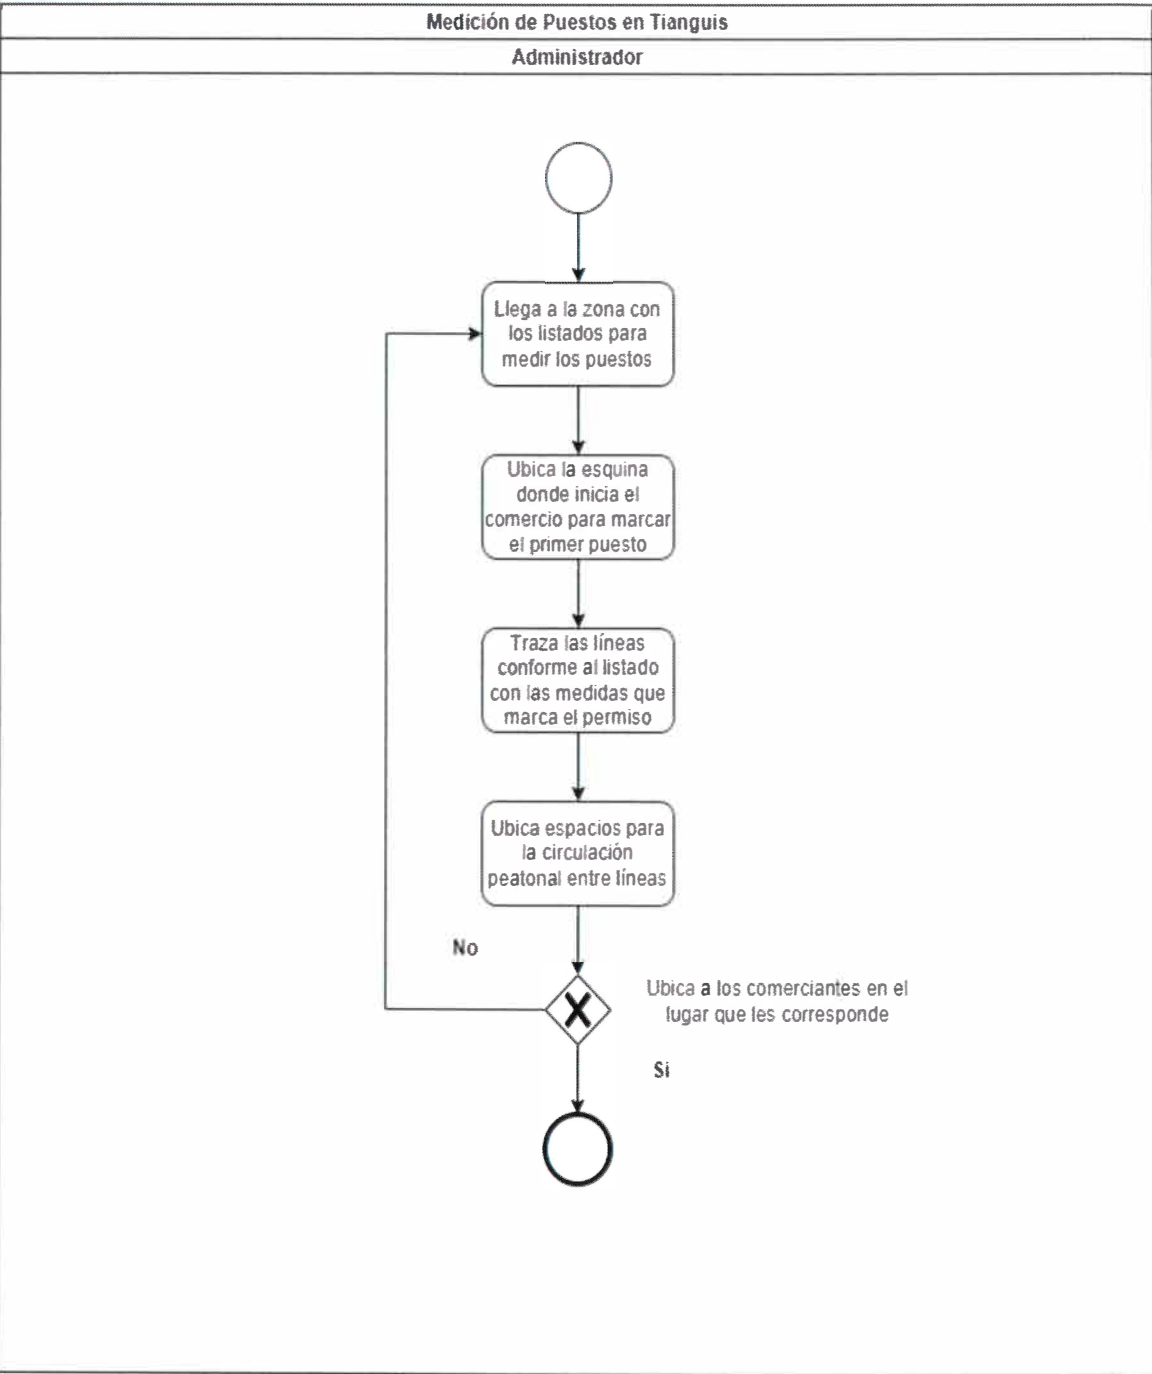 Medición de Puestos en Tianguis
Administrador
Llega a la zona con
los listados para
medir los puestos
Ubica la esquina
donde inicia el
comercio para marcar
el primer puesto
Traza las líneas
conforme al listado
con las medidas que
marca el permiso
Ubica espacios para
la circulación
peatonal entre líneas
No
Ubica a los comerciantes en el
lugar que les corresponde
Si